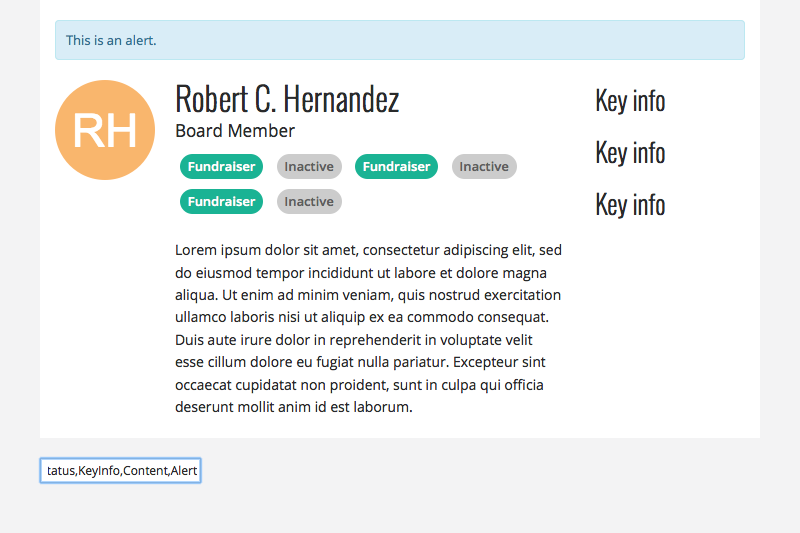 This is an alert.
RH
Robert C. Hernandez
Board Member
Fundraiser Inactive Fundraiser Inactive
Fundraiser Inactive
Key info
Key info
Key info
Lorem ipsum dolor sit amet, consectetur adipiscing elit, sed
do eiusmod tempor incididunt ut labore et dolore magna
aliqua. Ut enim ad minim veniam, quis nostrud exercitation
ullamco laboris nisi ut aliquip ex ea commodo consequat.
Duis aute irure dolor in reprehenderit in voluptate velit
esse cillum dolore eu fugiat nulla pariatur. Excepteur sint
occaecat cupidatat non proident, sunt in culpa qui officia
deserunt mollit anim id est laborum.
tatus,KeyInfo,Content,Alert